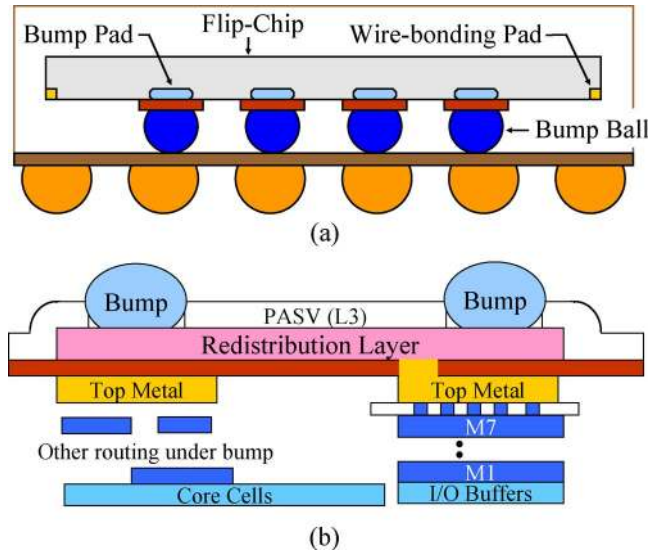 Flip-Chip
Bump Pad
Wire-bonding Pad
Bump Ball
(a)
Bump
Bump
PASV (L3)
Redistribution Layer
Top Metal
Top Metal
M7
Other routing under bump
M1
Core Cells
I/O Buffers
(b)